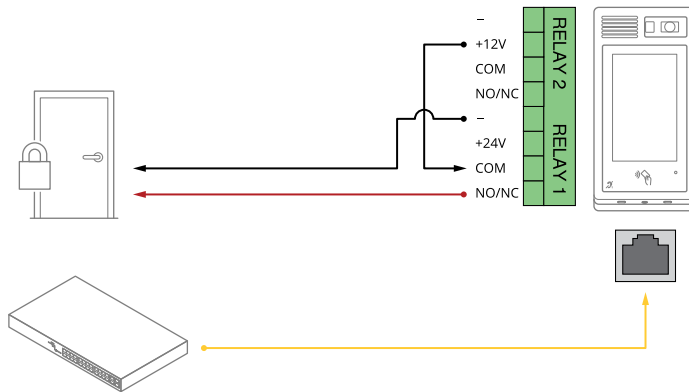 –
+12V
COM
NO/NC
–
+24V
COM
NO/NC
RELAY 2
RELAY 1